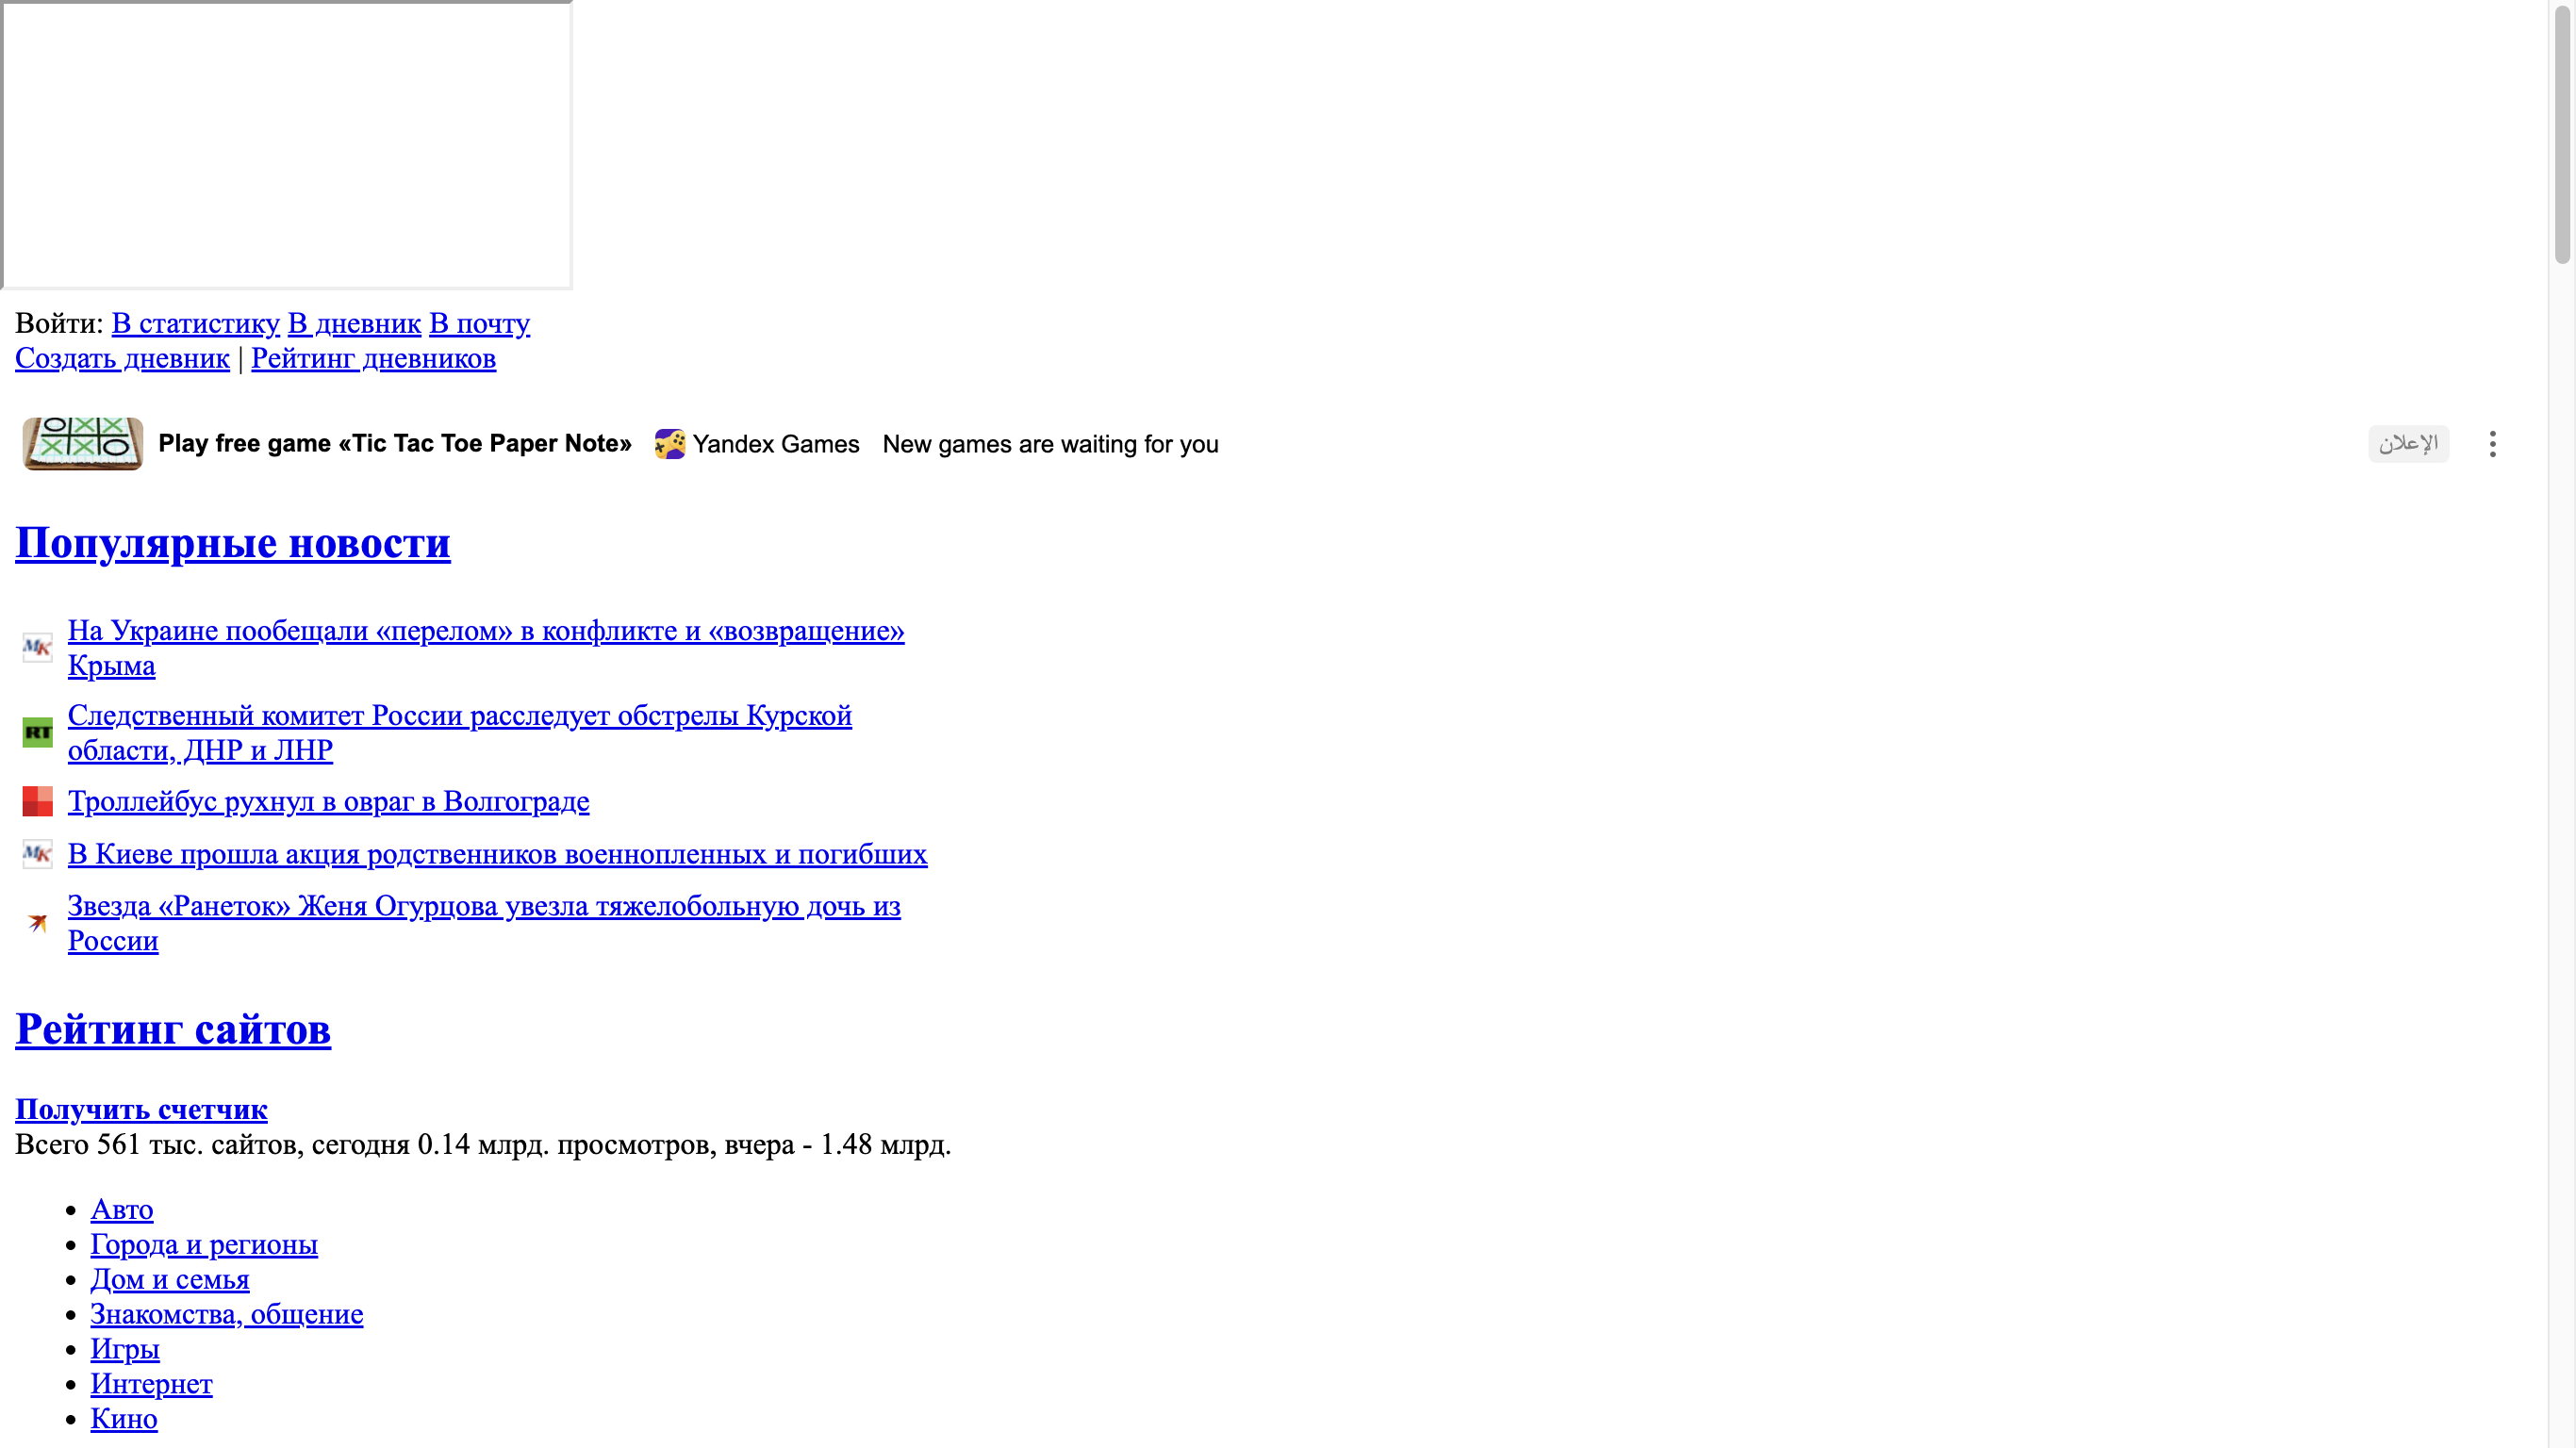 Войти: В статистику В дневник В почту
Создать дневник | Рейтинг дневников
Play free game «Tic Tac Toe Paper Note» Yandex Games New games are waiting for you الإعلان
Популярные новости
МК На Украине пообещали «перелом» в конфликте и «возвращение»
Крыма
RT Следственный комитет России расследует обстрелы Курской
области, ДНР и ЛНР
Троллейбус рухнул в овраг в Волгограде
МК В Киеве прошла акция родственников военнопленных и погибших
Звезда «Ранеток» Женя Огурцова увезла тяжелобольную дочь из
России
Рейтинг сайтов
Получить счетчик
Всего 561 тыс. сайтов, сегодня 0.14 млрд. просмотров, вчера - 1.48 млрд.
Авто
Города и регионы
Дом и семья
Знакомства, общение
Игры
Интернет
Кино